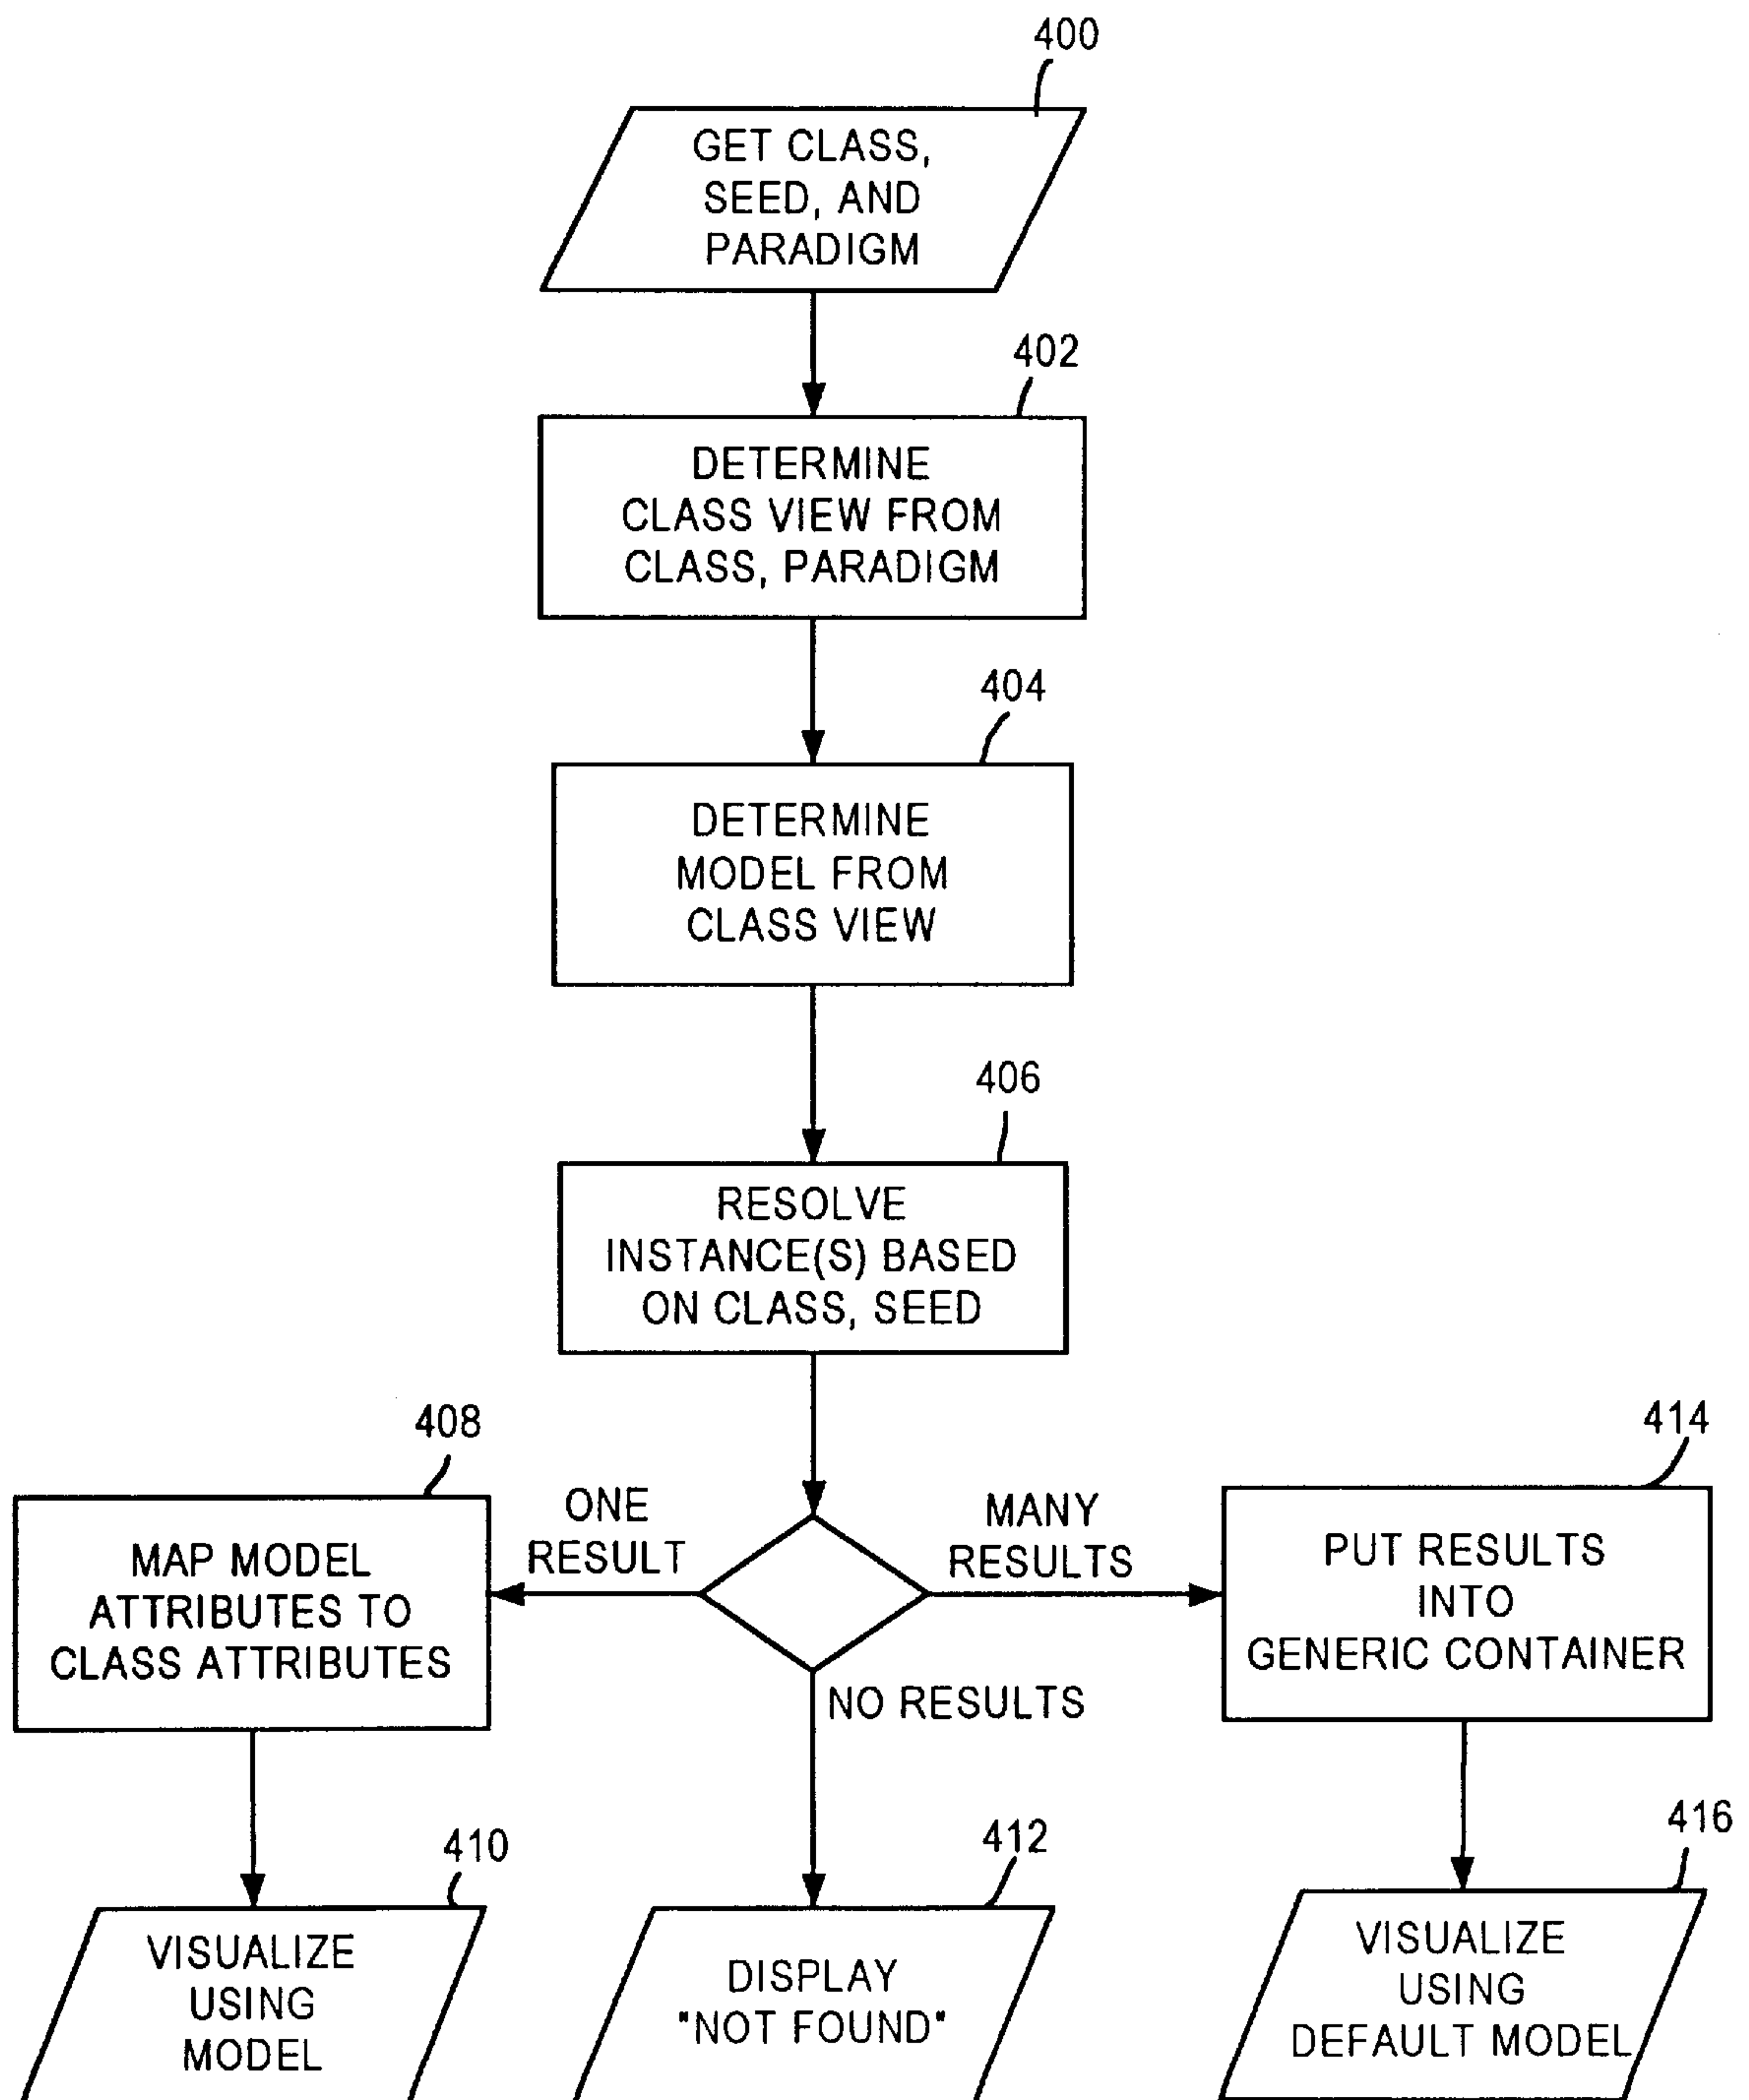 400
GET CLASS,
SEED, AND
PARADIGM
402
DETERMINE
CLASS VIEW FROM
CLASS, PARADIGM
404
DETERMINE
MODEL FROM
CLASS VIEW
406
RESOLVE
INSTANCE(S) BASED
ON CLASS, SEED
408
MAP MODEL
ATTRIBUTES TO
CLASS ATTRIBUTES
ONE
RESULT
MANY
RESULTS
NO RESULTS
414
PUT RESULTS
INTO
GENERIC CONTAINER
410
VISUALIZE
USING
MODEL
412
DISPLAY
"NOT FOUND"
416
VISUALIZE
USING
DEFAULT MODEL